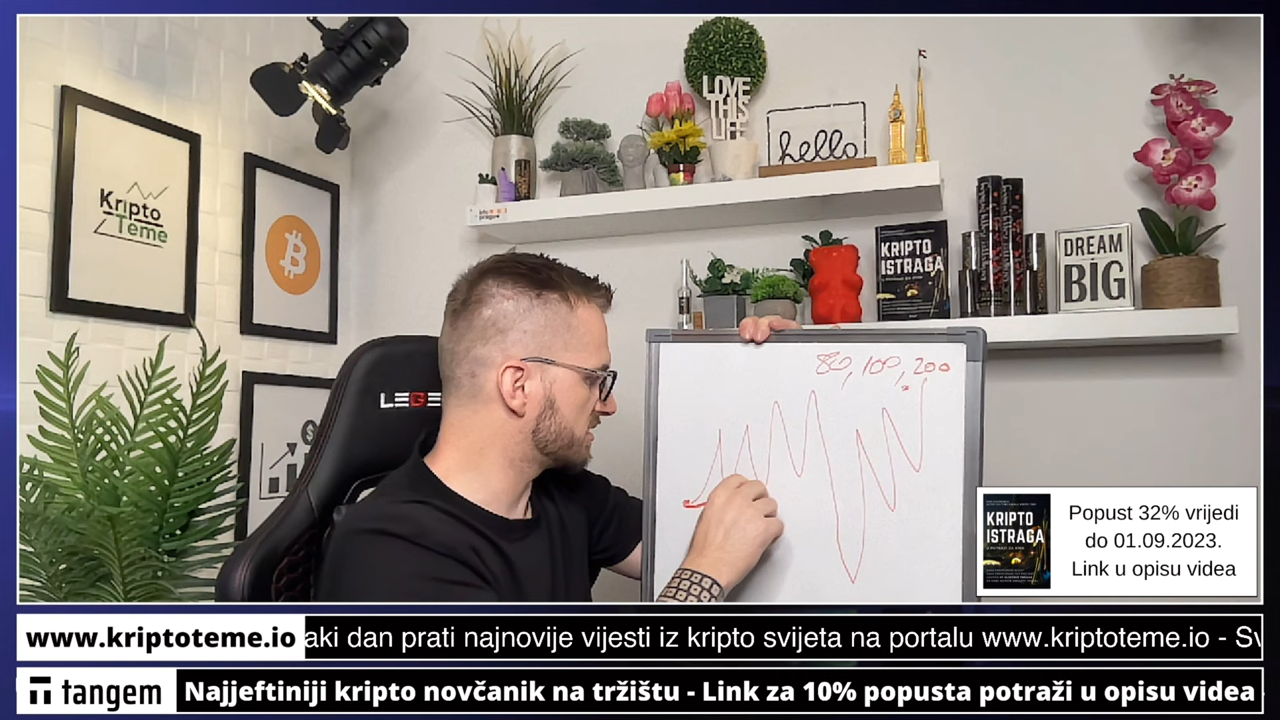 Kripto
Teme
LOVE
THIS
LIFE
hello
KRIPTO
ISTRAGA
DREAM
BIG
LEGE
80, 100, 200
KRIPTO
ISTRAGA
Popust 32% vrijedi
do 01.09.2023.
Link u opisu videa
www.kriptoteme.io
aki dan prati najnovije vijesti iz kripto svijeta na portalu www.kriptoteme.io - Sv
tangem
Najjeftiniji kripto novčanik na tržištu - Link za 10% popusta potraži u opisu videa